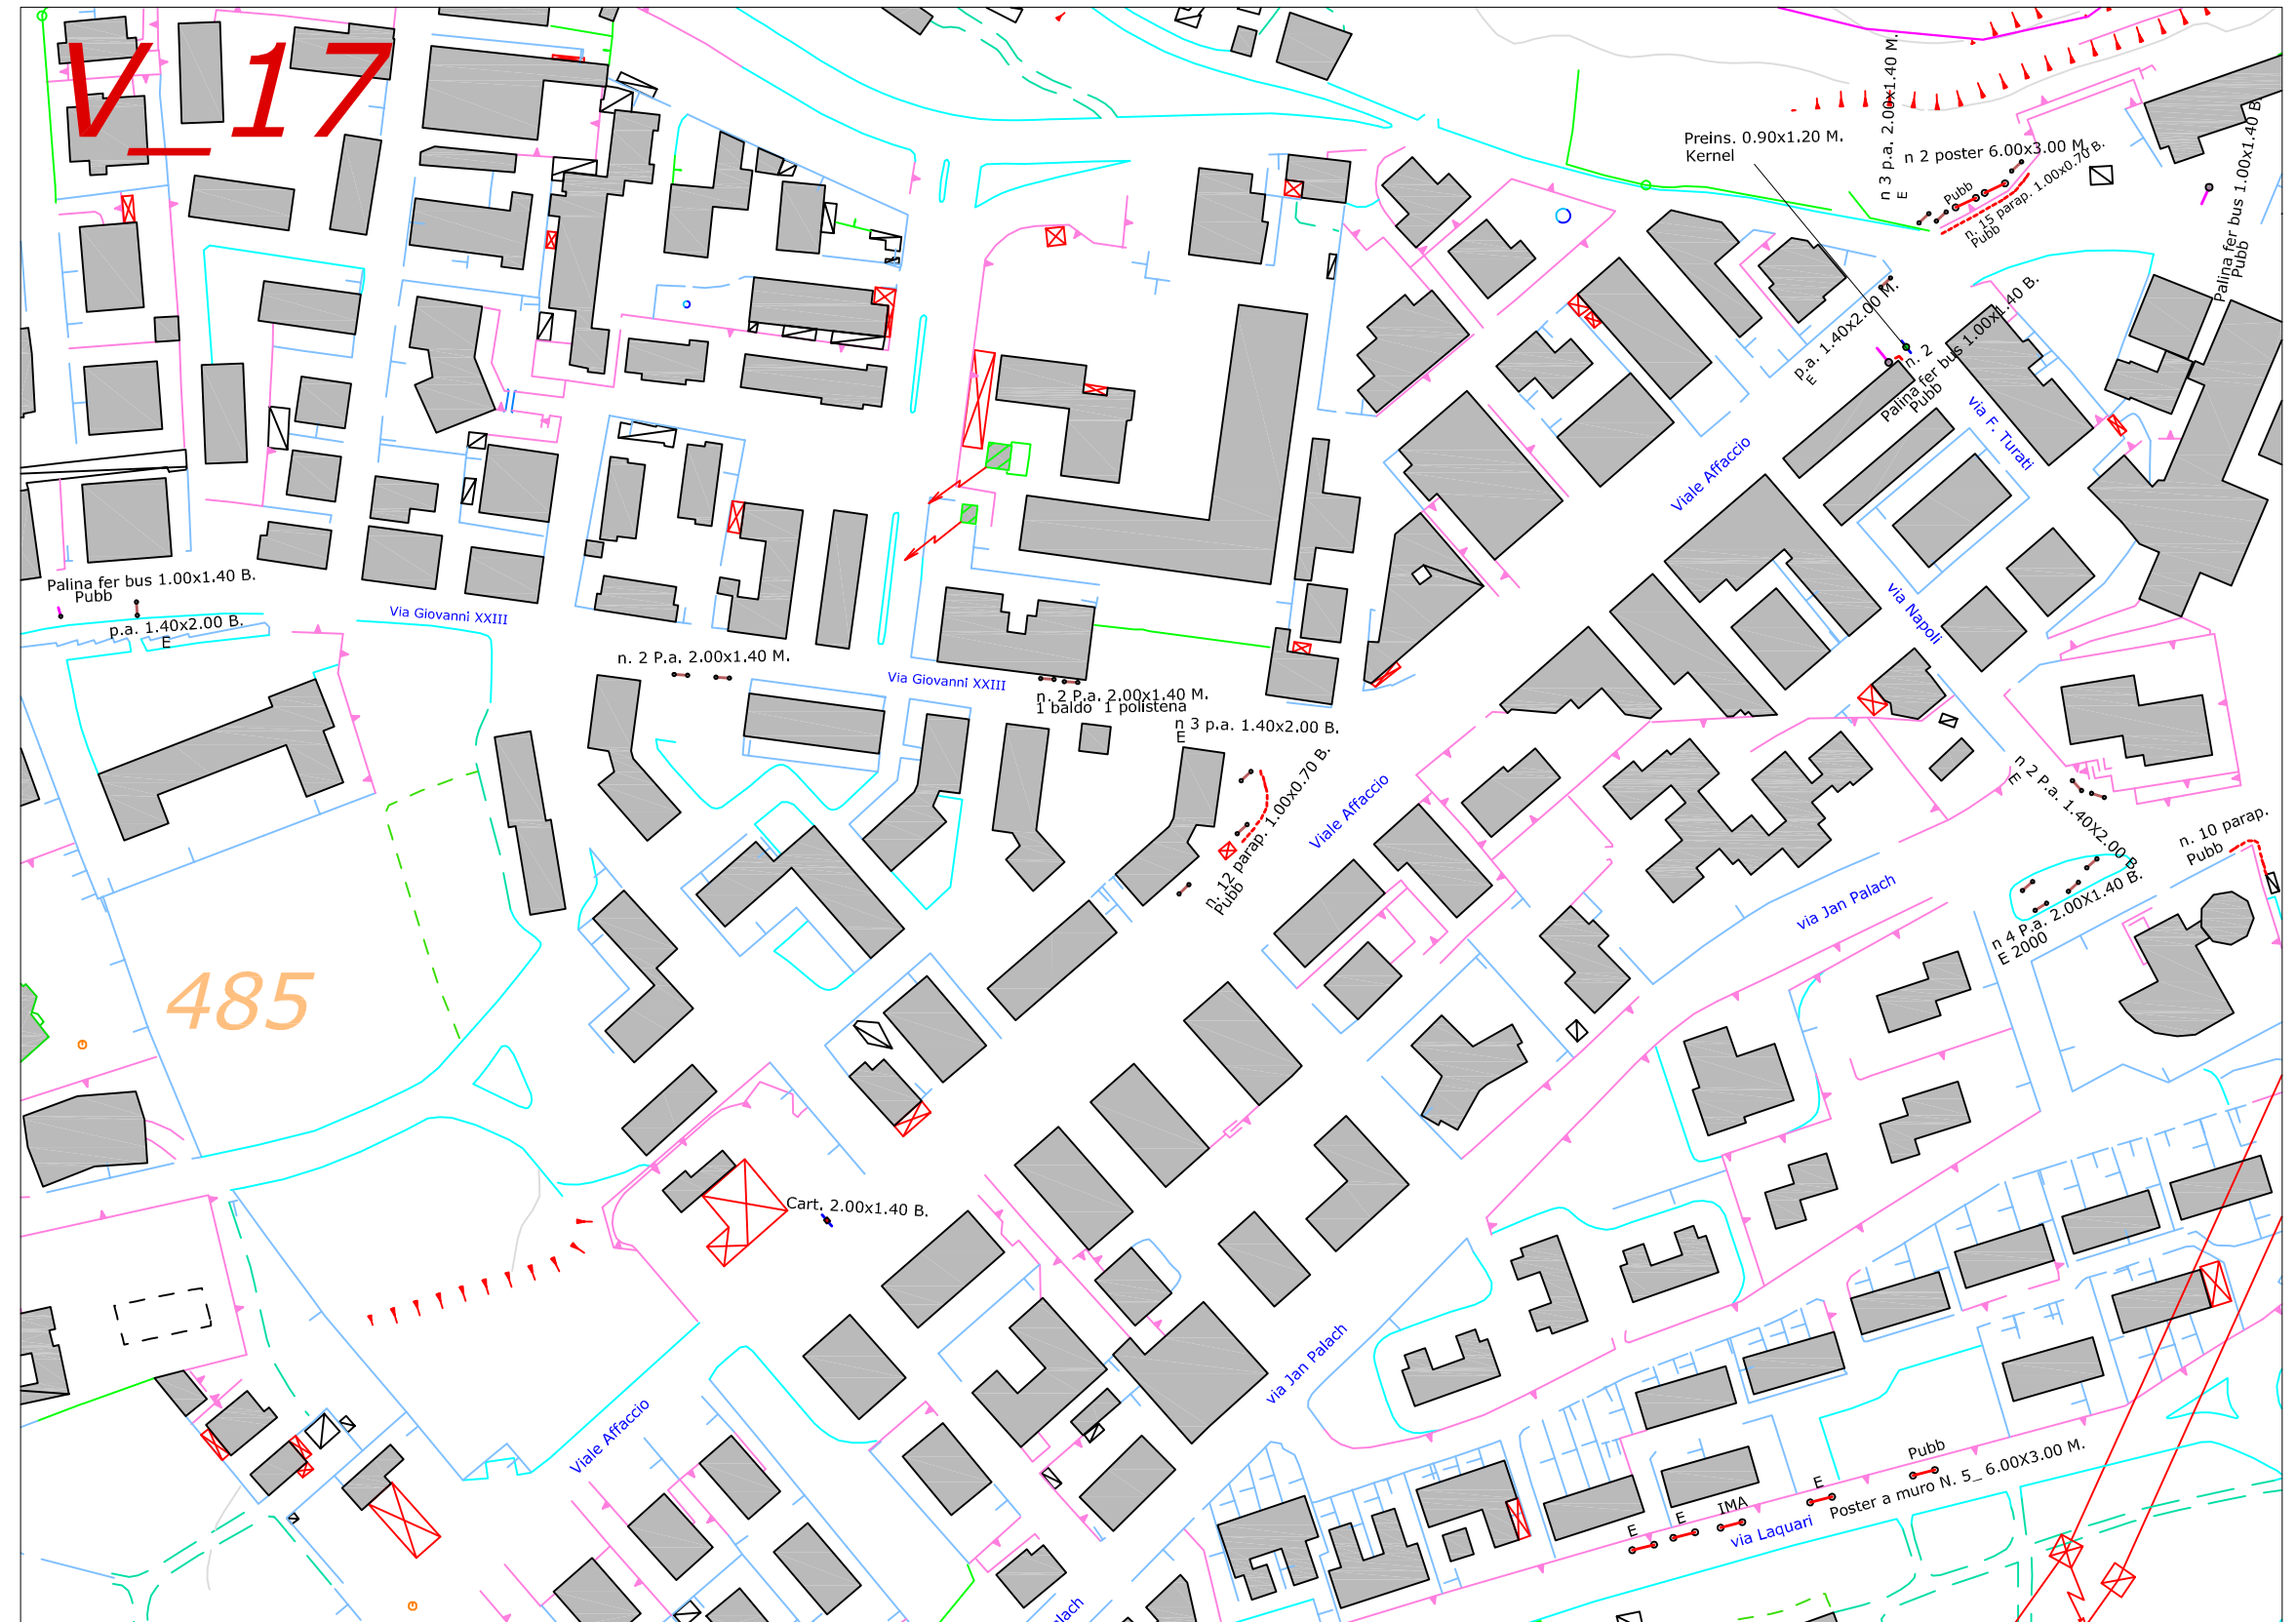 V_17
Preins. 0.90x1.20 M.
Kernel
n 3 p.a. 2.00x1.40 M.
E
n 2 poster 6.00x3.00 M.
Pubb
n. 15 parap. 1.00x0.70 B.
Pubb
Palina fer bus 1.00x1.40 B.
Pubb
p.a. 1.40x2.00 M.
E
n. 2
Palina fer bus 1.00x1.40 B.
Pubb
via F. Turati
Viale Affaccio
via Napoli
Palina fer bus 1.00x1.40 B.
Pubb
p.a. 1.40x2.00 B.
E
Via Giovanni XXIII
n. 2 P.a. 2.00x1.40 M.
Via Giovanni XXIII
n. 2 P.a. 2.00x1.40 M.
1 baldo 1 polistena
n 3 p.a. 1.40x2.00 B.
E
n. 12 parap. 1.00x0.70 B.
Pubb
Viale Affaccio
n 2 P.a. 1.40X2.00 B.
E
n. 10 parap.
Pubb
via Jan Palach
n 4 P.a. 2.00X1.40 B.
E 2000
485
Cart. 2.00x1.40 B.
via Jan Palach
Viale Affaccio
Pubb
E
IMA
E
E
Poster a muro N. 5_ 6.00X3.00 M.
via Laquari
lach